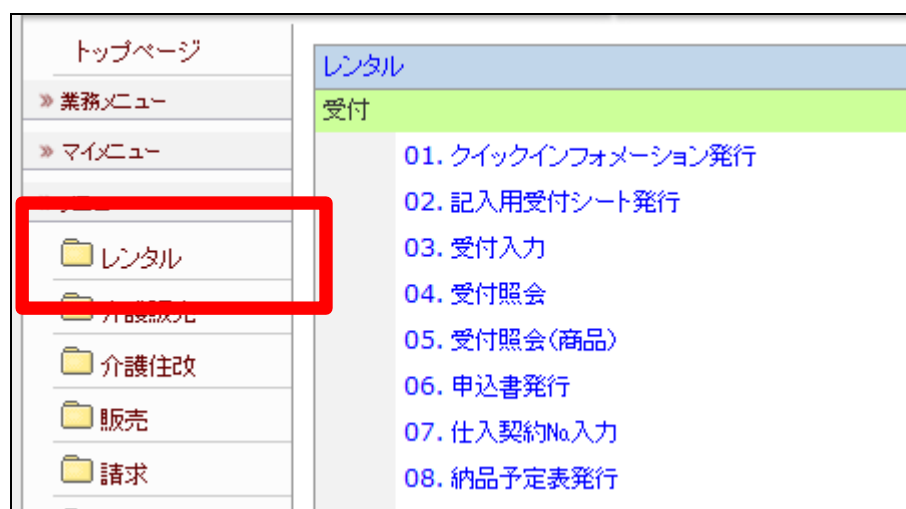 トップページ
業務メニュー
マイメニュー
レンタル
介護住改
販売
請求
レンタル
受付
01. クイックインフォメーション発行
02. 記入用受付シート発行
03. 受付入力
04. 受付照会
05. 受付照会(商品)
06. 申込書発行
07. 仕入契約№入力
08. 納品予定表発行